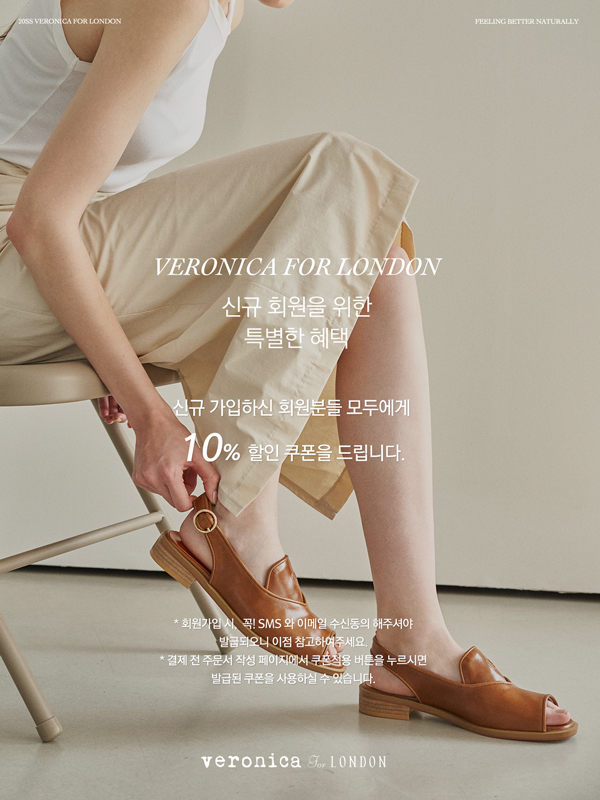 20SS VERONICA FOR LONDON
FEELING BETTER NATURALLY
VERONICA FOR LONDON
신규 회원을 위한
특별한 혜택
신규 가입하신 회원분들 모두에게
10% 할인 쿠폰을 드립니다.
* 회원가입 시, 꼭! SMS 와 이메일 수신동의 해주셔야
발급되오니 이점 참고하여주세요.
* 결제 전 주문서 작성 페이지에서 쿠폰적용 버튼을 누르시면
발급된 쿠폰을 사용하실 수 있습니다.
veronica For LONDON